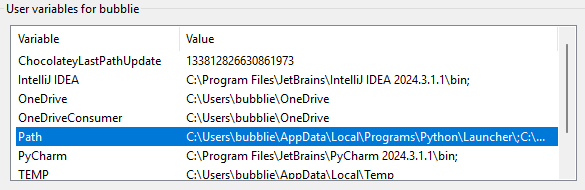 User variables for bubblie
Variable Value
ChocolateyLastPathUpdate 133812826630861973
IntelliJ IDEA C:\Program Files\JetBrains\IntelliJ IDEA 2024.3.1.1\bin;
OneDrive C:\Users\bubblie\OneDrive
OneDriveConsumer C:\Users\bubblie\OneDrive
Path C:\Users\bubblie\AppData\Local\Programs\Python\Launcher\;C:\...
PyCharm C:\Program Files\JetBrains\PyCharm 2024.3.1.1\bin;
TEMP C:\Users\bubblie\AppData\Local\Temp